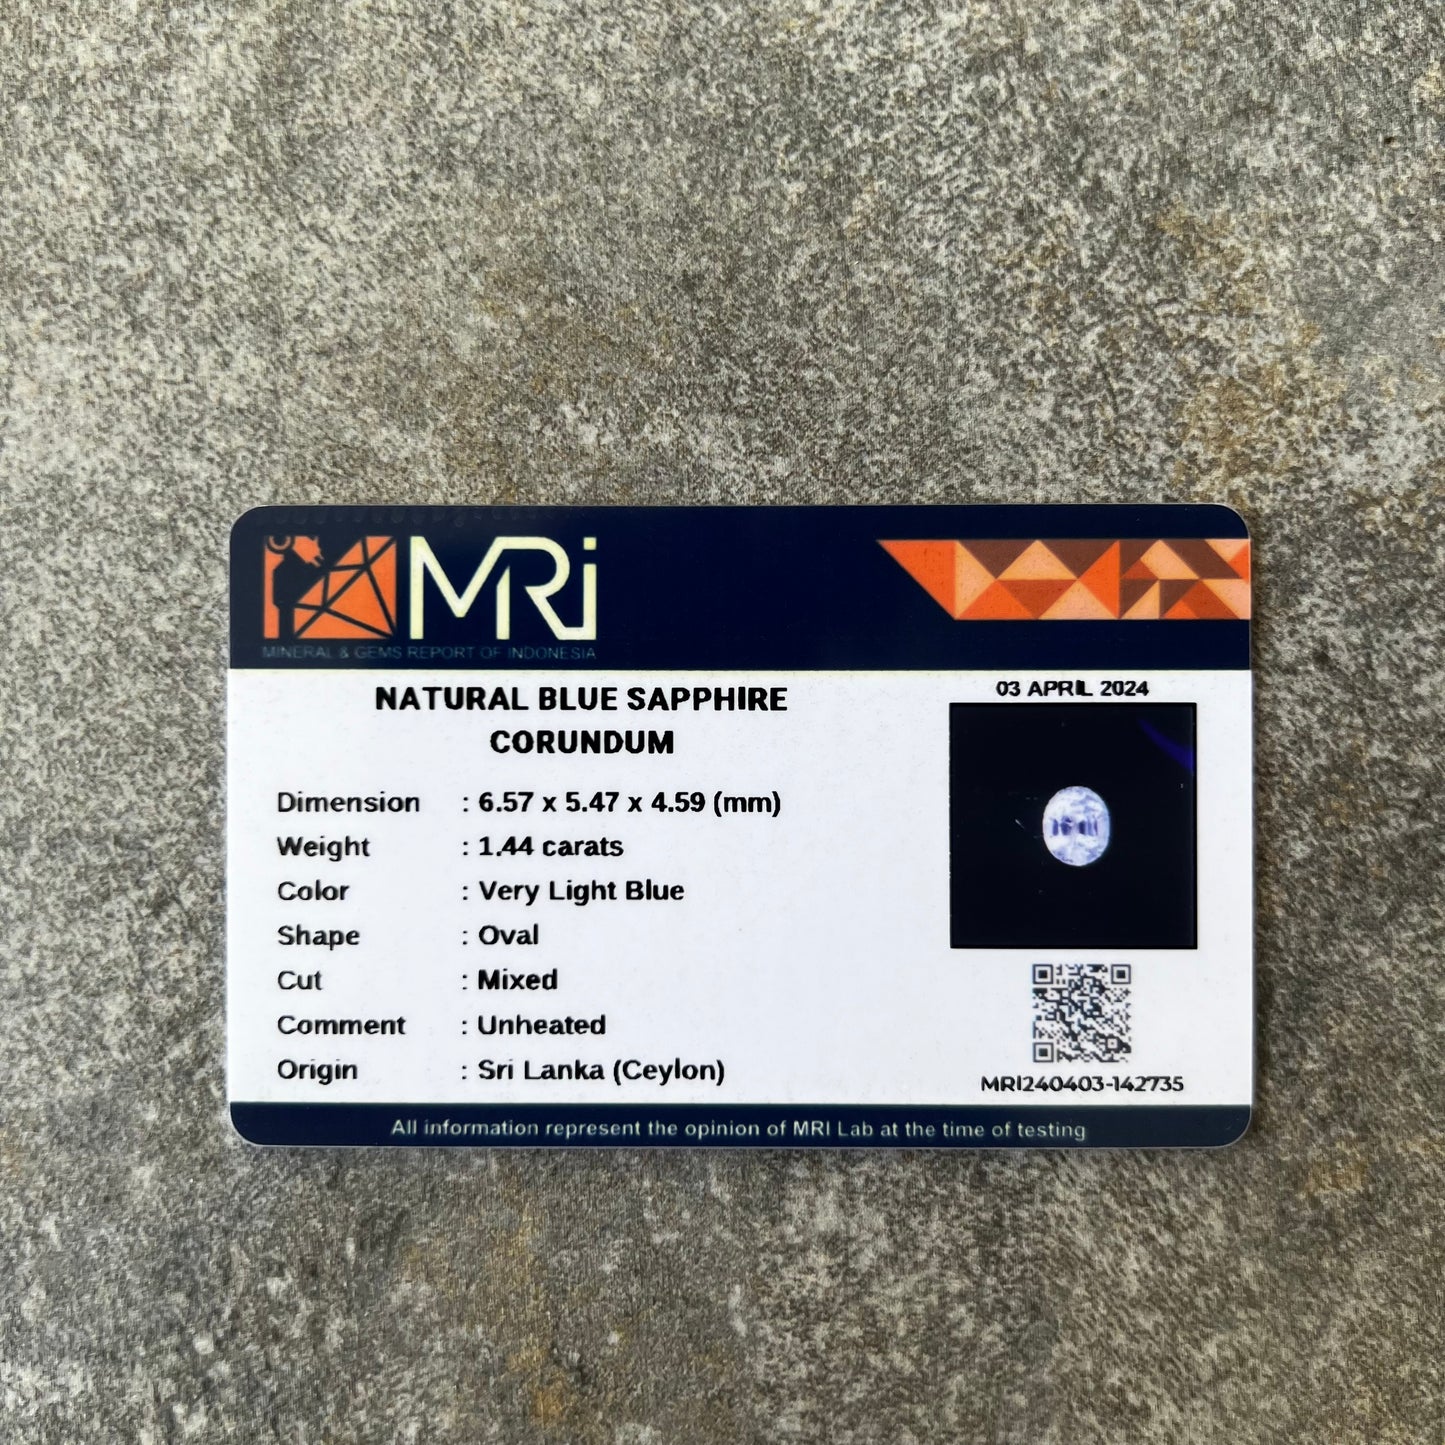 MRi
MINERAL & GEMS REPORT OF INDONESIA
NATURAL BLUE SAPPHIRE
CORUNDUM
Dimension : 6.57 x 5.47 x 4.59 (mm)
Weight : 1.44 carats
Color : Very Light Blue
Shape : Oval
Cut : Mixed
Comment : Unheated
Origin : Sri Lanka (Ceylon)
03 APRIL 2024
MRI240403-142735
All information represent the opinion of MRI Lab at the time of testing